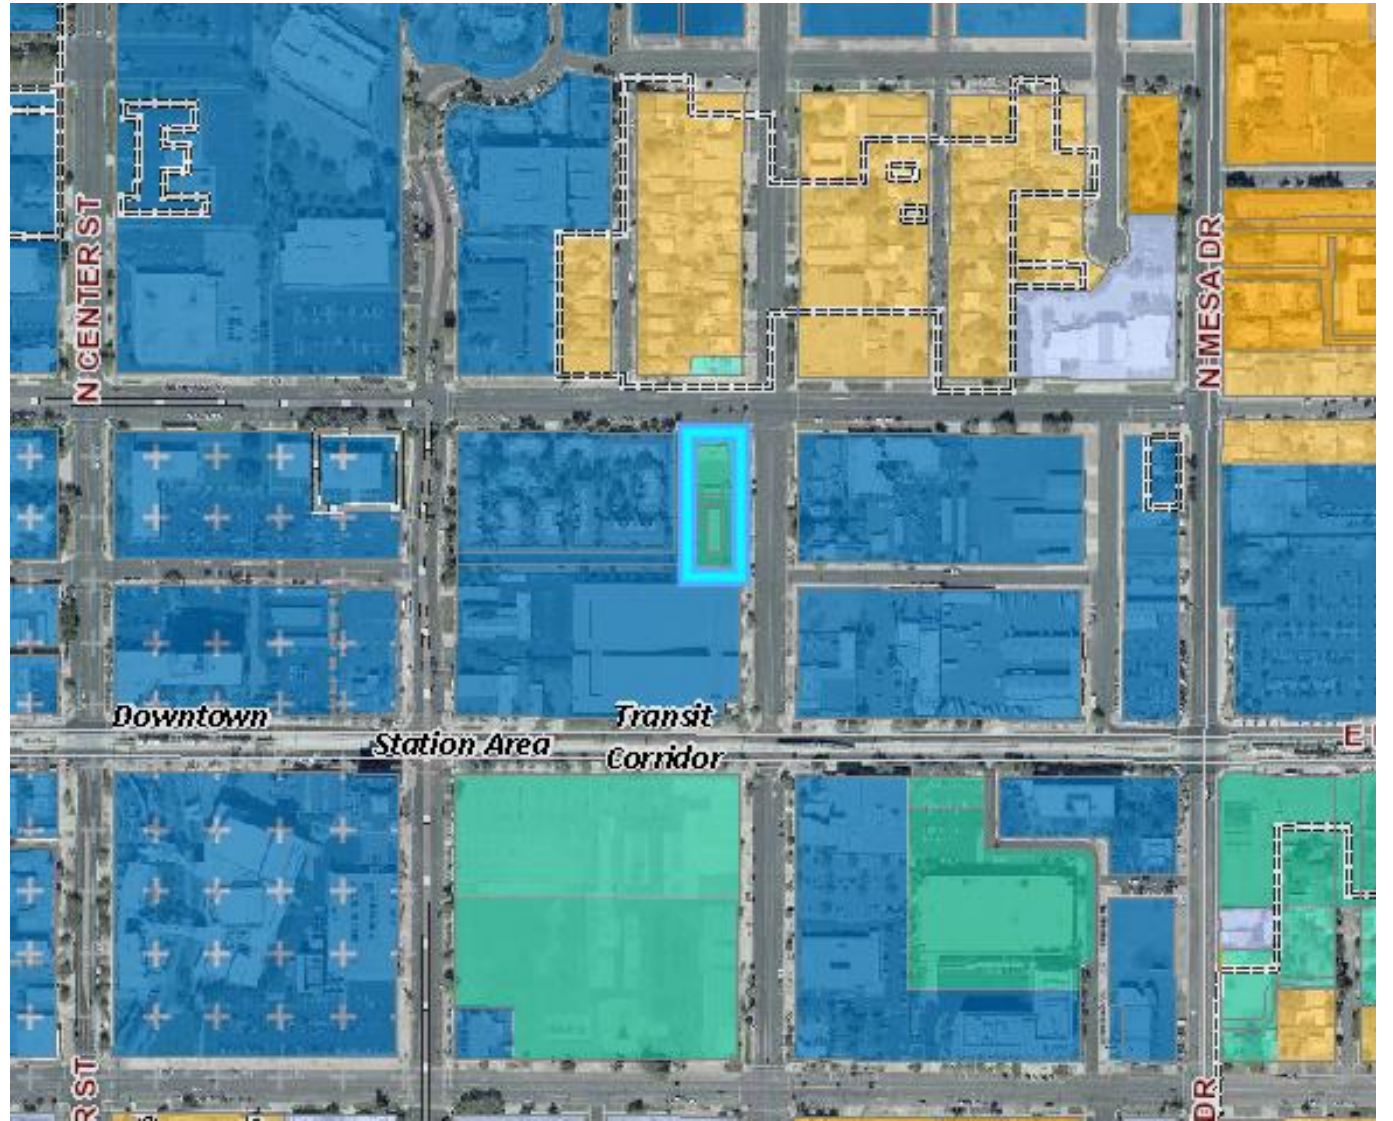 N CENTER ST
N MESA DR
Downtown
Transit
Station Area
Corridor
E
R ST
DR